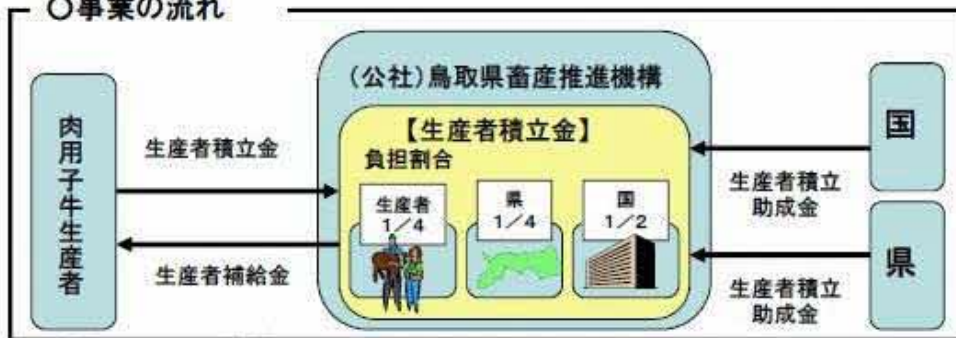 ○事業の流れ
肉用子牛生産者
生産者積立金
生産者補給金
(公社)鳥取県畜産推進機構
【生産者積立金】
負担割合
生産者
1/4
県
1/4
国
1/2
生産者積立
助成金
生産者積立
助成金
国
県